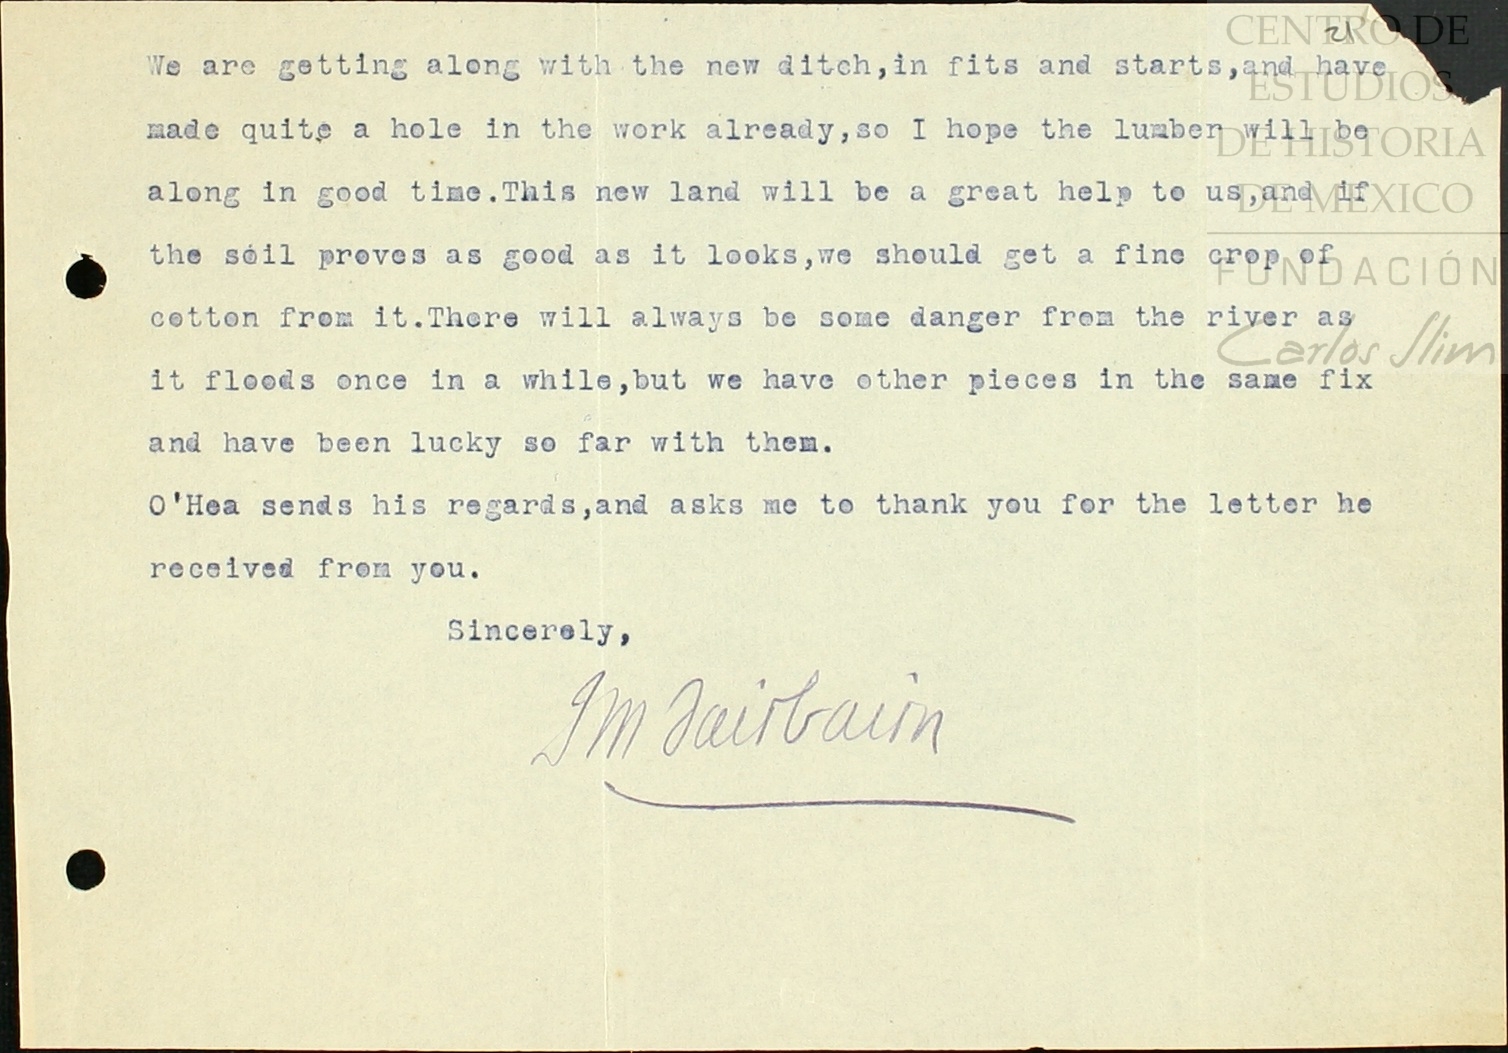 CENTRO DE
ESTUDIOS
DE HISTORIA
DE MEXICO
FUNDACIÓN
Carlos Slim
We are getting along with the new ditch,in fits and starts,and have
made quite a hole in the work already,so I hope the lumber will be
along in good time.This new land will be a great help to us,and if
the soil proves as good as it looks,we should get a fine crop of
cotton from it.There will always be some danger from the river as
it floods once in a while,but we have other pieces in the same fix
and have been lucky so far with them.
O'Hea sends his regards,and asks me to thank you for the letter he
received from you.
Sincerely,
Fairbairn